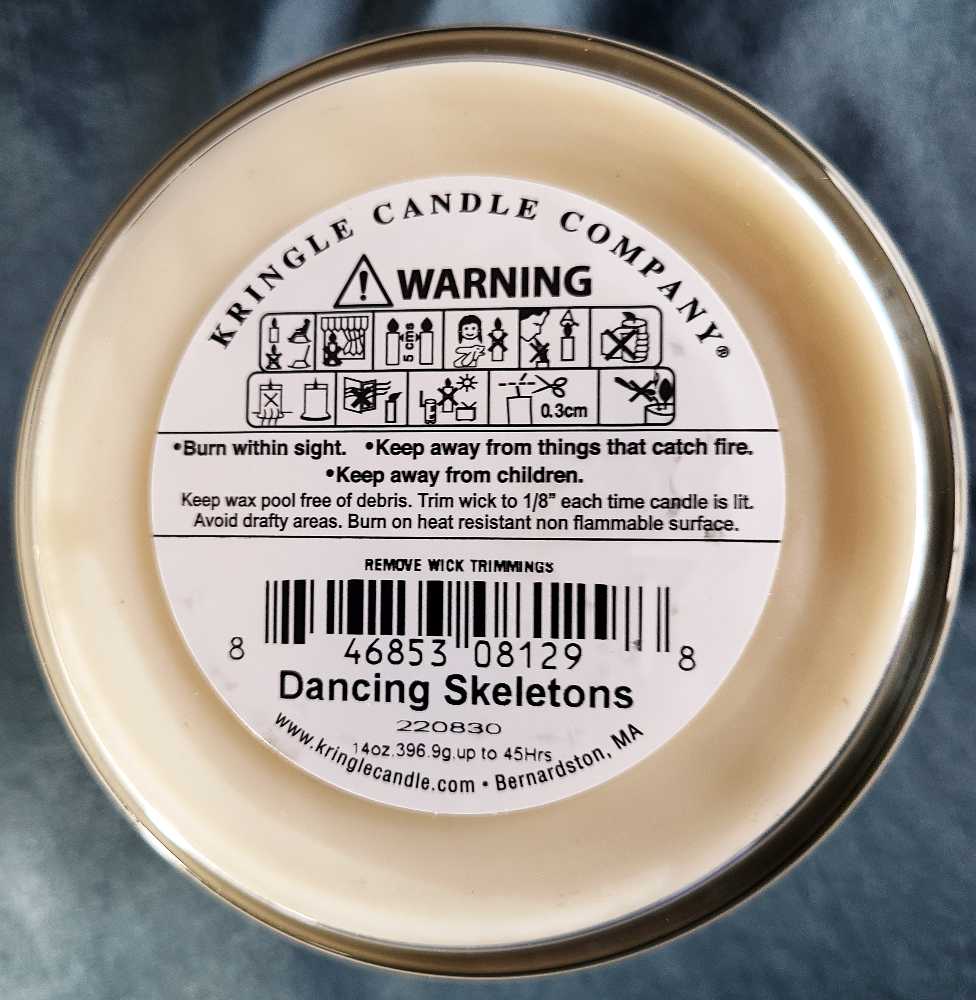 KRINGLE CANDLE COMPANY®
WARNING
5 cms
0.3cm
•Burn within sight. •Keep away from things that catch fire.
•Keep away from children.
Keep wax pool free of debris. Trim wick to 1/8” each time candle is lit.
Avoid drafty areas. Burn on heat resistant non flammable surface.
REMOVE WICK TRIMMINGS
8 46853 08129 8
Dancing Skeletons
220830
14oz.396.9g.up to 45Hrs
www.kringlecandle.com • Bernardston, MA